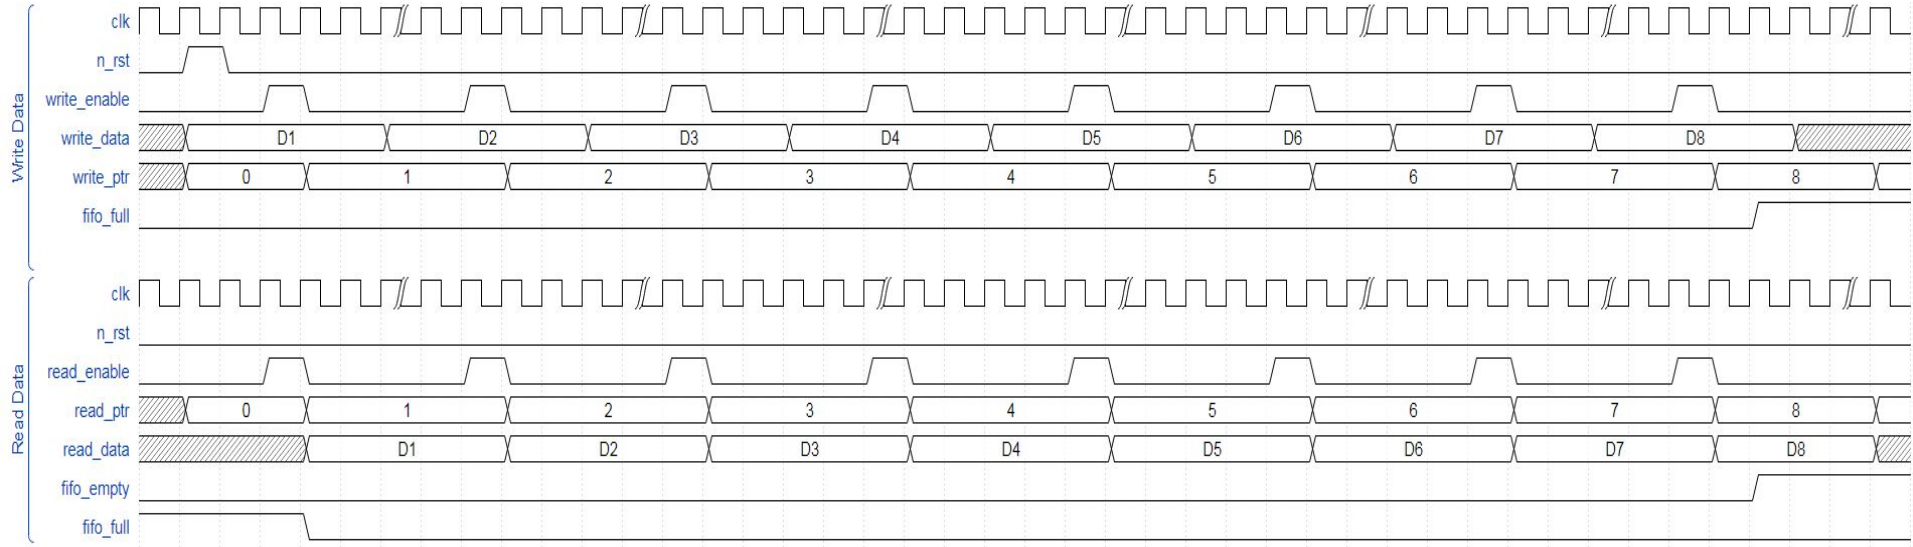 Write Data
clk
n_rst
write_enable
write_data D1 D2 D3 D4 D5 D6 D7 D8
write_ptr 0 1 2 3 4 5 6 7 8
fifo_full
Read Data
clk
n_rst
read_enable
read_ptr 0 1 2 3 4 5 6 7 8
read_data D1 D2 D3 D4 D5 D6 D7 D8
fifo_empty
fifo_full